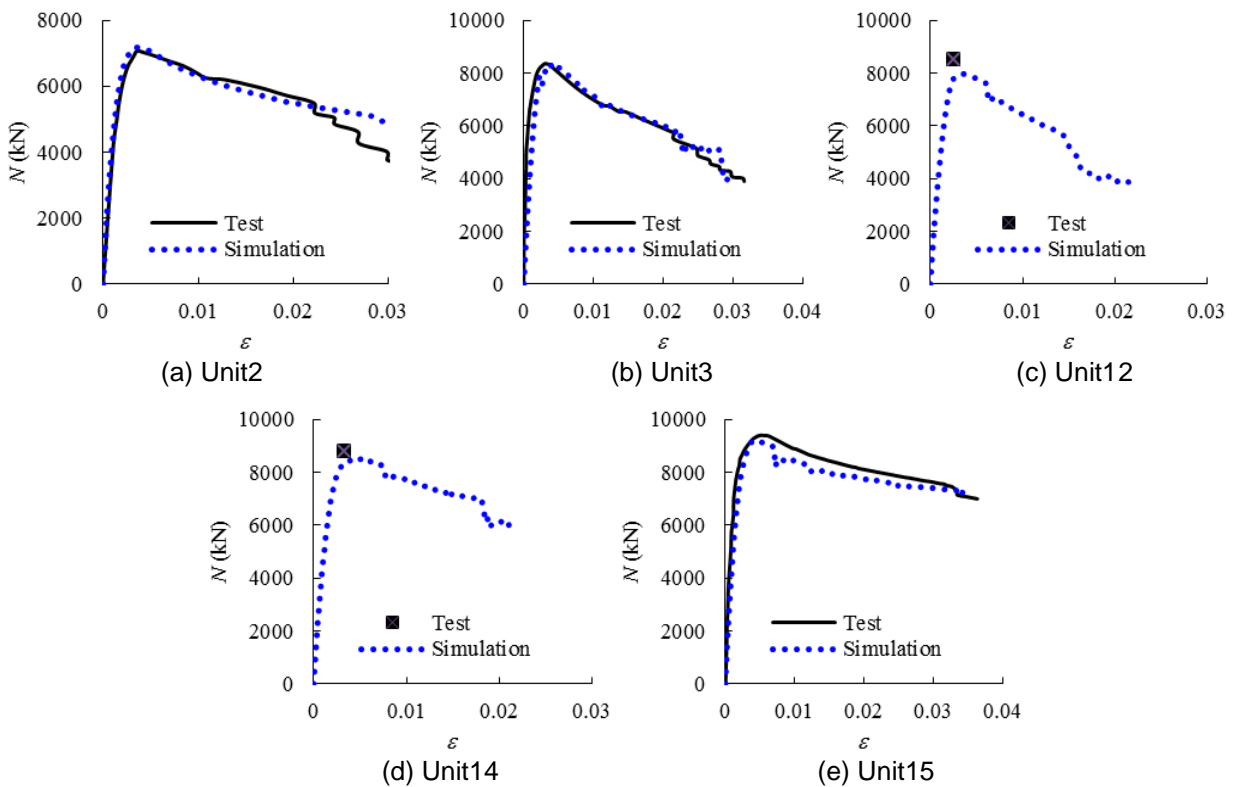 8000
6000
4000
2000
0
N (kN)
Test
Simulation
0 0.01 0.02 0.03
ε
(a) Unit2
10000
8000
6000
4000
2000
0
N (kN)
Test
Simulation
0 0.01 0.02 0.03 0.04
ε
(b) Unit3
10000
8000
6000
4000
2000
0
N (kN)
Test
Simulation
0 0.01 0.02 0.03
ε
(c) Unit12
10000
8000
6000
4000
2000
0
N (kN)
Test
Simulation
0 0.01 0.02 0.03
ε
(d) Unit14
10000
8000
6000
4000
2000
0
N (kN)
Test
Simulation
0 0.01 0.02 0.03 0.04
ε
(e) Unit15